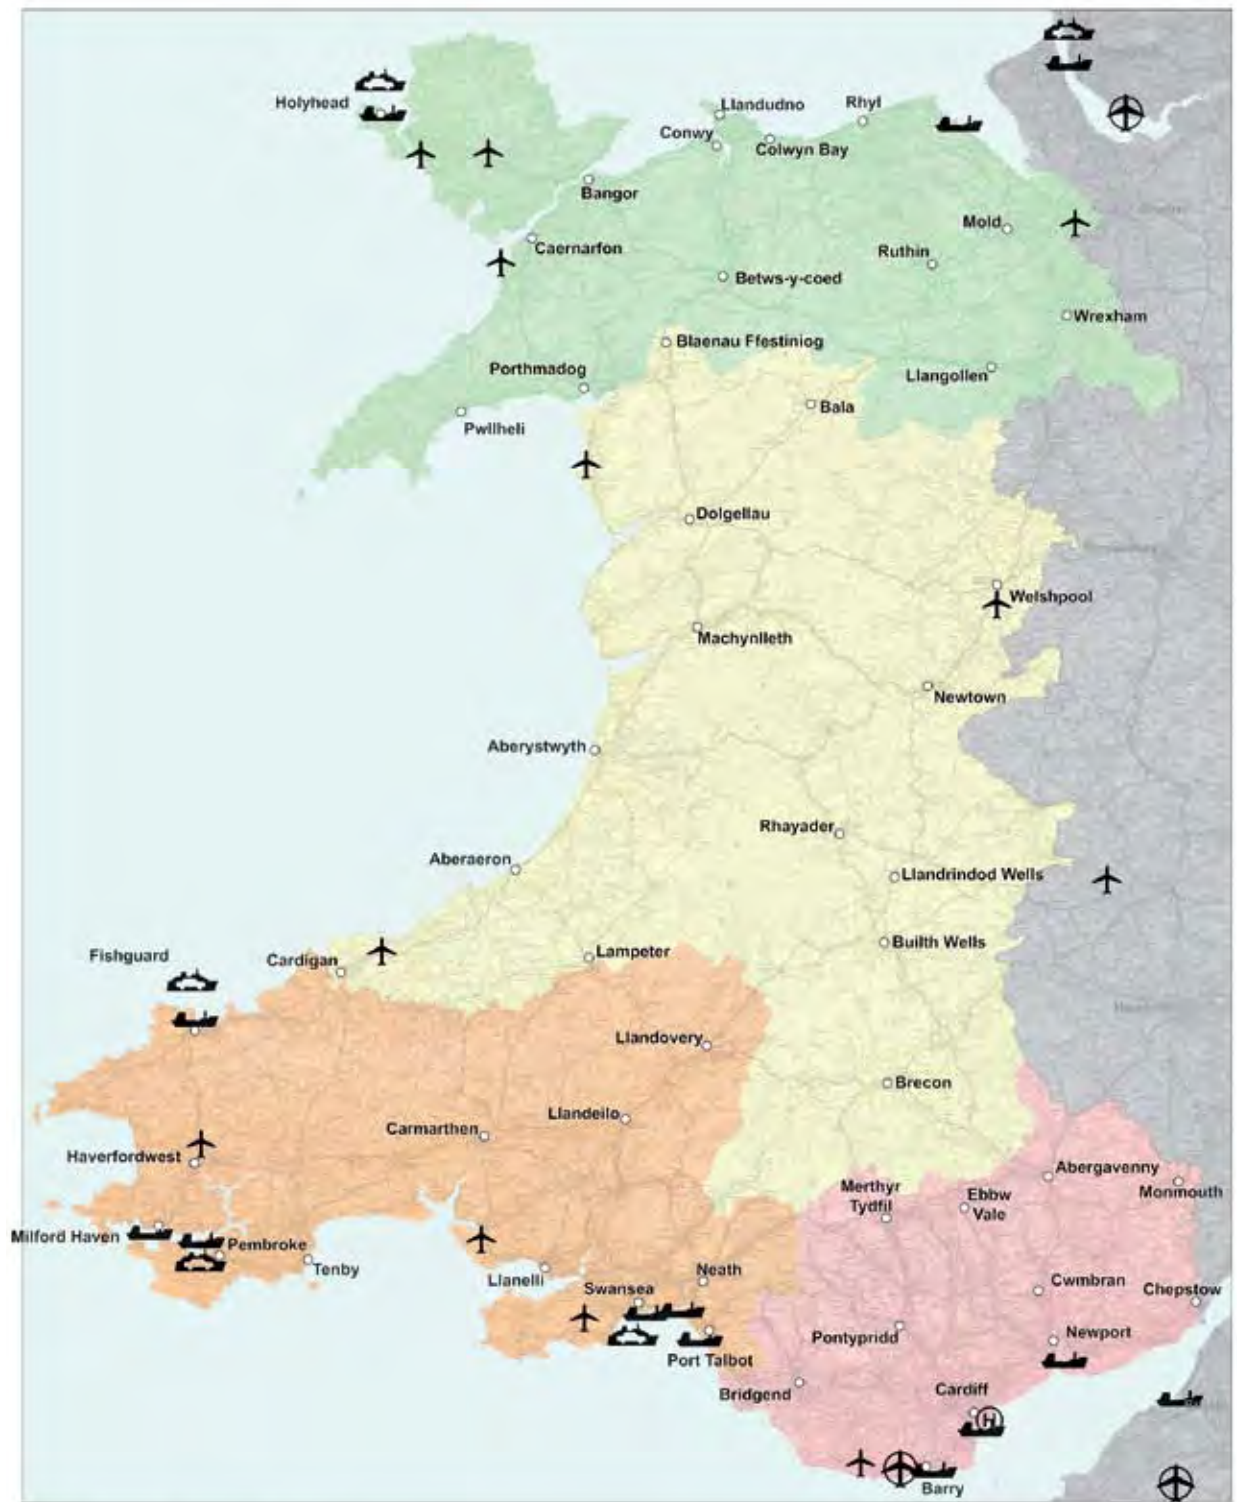 Holyhead
Llandudno
Rhyl
Conwy
Colwyn Bay
Bangor
Mold
Caernarfon
Ruthin
Betws-y-coed
Wrexham
Blaenau Ffestiniog
Porthmadog
Llangollen
Bala
Pwllheli
Dolgellau
Welshpool
Machynlleth
Newtown
Aberystwyth
Rhayader
Aberaeron
Llandrindod Wells
Builth Wells
Fishguard
Cardigan
Lampeter
Llandovery
Brecon
Llandeilo
Carmarthen
Haverfordwest
Abergavenny
Merthyr
Tydfil
Ebbw
Vale
Monmouth
Milford Haven
Pembroke
Tenby
Llanelli
Swansea
Neath
Cwmbran
Chepstow
Pontypridd
Newport
Port Talbot
Bridgend
Cardiff
H
Barry